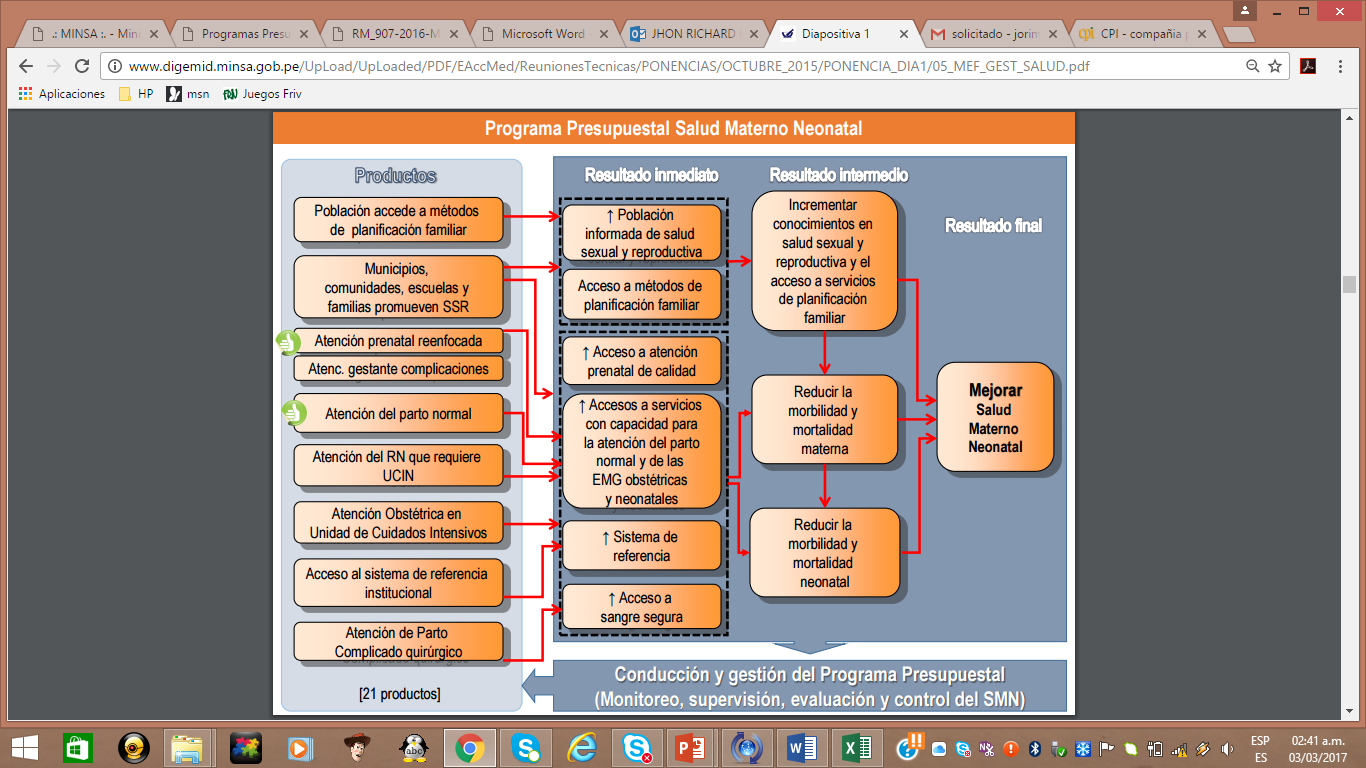 .: MINSA :. - Mini
Programas Presu
RM_907-2016-M
Microsoft Word -
JHON RICHARD
Diapositiva 1
solicitado - jorim
CPI - compañia p
www.digemid.minsa.gob.pe/UpLoad/UpLoaded/PDF/EAccMed/ReunionesTecnicas/PONENCIAS/OCTUBRE_2015/PONENCIA_DIA1/05_MEF_GEST_SALUD.pdf
Aplicaciones
HP
msn
Juegos Friv
Programa Presupuestal Salud Materno Neonatal
Productos
Población accede a métodos
de planificación familiar
Municipios,
comunidades, escuelas y
familias promueven SSR
Atención prenatal reenfocada
Atenc. gestante complicaciones
Atención del parto normal
Atención del RN que requiere
UCIN
Atención Obstétrica en
Unidad de Cuidados Intensivos
Acceso al sistema de referencia
institucional
Atención de Parto
Complicado quirúrgico
[21 productos]
Resultado inmediato
↑ Población
informada de salud
sexual y reproductiva
Acceso a métodos de
planificación familiar
↑ Acceso a atención
prenatal de calidad
↑ Accesos a servicios
con capacidad para
la atención del parto
normal y de las
EMG obstétricas
y neonatales
↑ Sistema de
referencia
↑ Acceso a
sangre segura
Resultado intermedio
Incrementar
conocimientos en
salud sexual y
reproductiva y el
acceso a servicios
de planificación
familiar
Reducir la
morbilidad y
mortalidad
materna
Reducir la
morbilidad y
mortalidad
neonatal
Resultado final
Mejorar
Salud
Materno
Neonatal
Conducción y gestión del Programa Presupuestal
(Monitoreo, supervisión, evaluación y control del SMN)
abc
ESP
ES
02:41 a.m.
03/03/2017